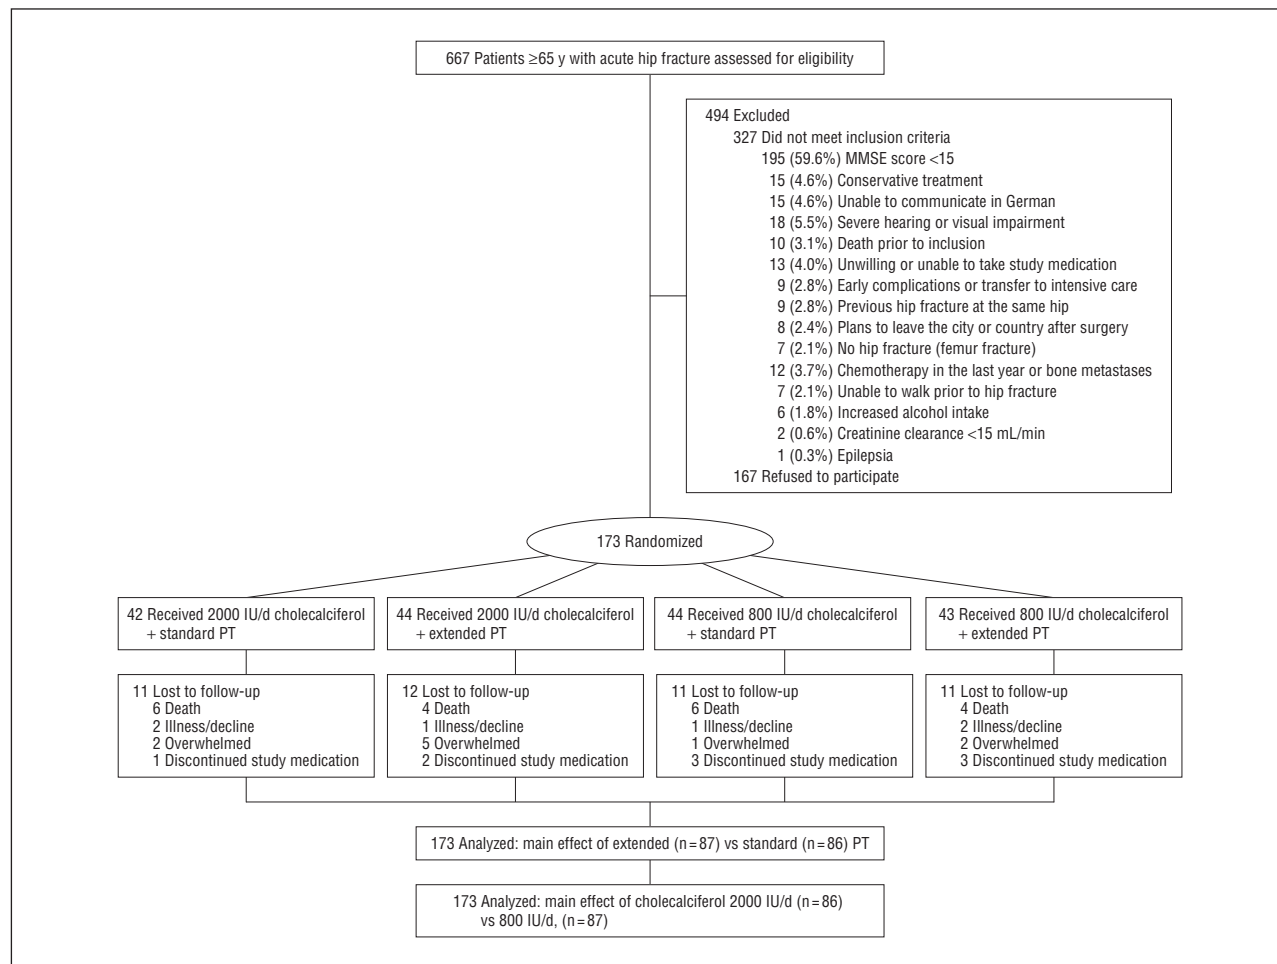 667 Patients ≥65 y with acute hip fracture assessed for eligibility
494 Excluded
327 Did not meet inclusion criteria
195 (59.6%) MMSE score <15
15 (4.6%) Conservative treatment
15 (4.6%) Unable to communicate in German
18 (5.5%) Severe hearing or visual impairment
10 (3.1%) Death prior to inclusion
13 (4.0%) Unwilling or unable to take study medication
9 (2.8%) Early complications or transfer to intensive care
9 (2.8%) Previous hip fracture at the same hip
8 (2.4%) Plans to leave the city or country after surgery
7 (2.1%) No hip fracture (femur fracture)
12 (3.7%) Chemotherapy in the last year or bone metastases
7 (2.1%) Unable to walk prior to hip fracture
6 (1.8%) Increased alcohol intake
2 (0.6%) Creatinine clearance <15 mL/min
1 (0.3%) Epilepsia
167 Refused to participate
173 Randomized
42 Received 2000 IU/d cholecalciferol
+ standard PT
44 Received 2000 IU/d cholecalciferol
+ extended PT
44 Received 800 IU/d cholecalciferol
+ standard PT
43 Received 800 IU/d cholecalciferol
+ extended PT
11 Lost to follow-up
6 Death
2 Illness/decline
2 Overwhelmed
1 Discontinued study medication
12 Lost to follow-up
4 Death
1 Illness/decline
5 Overwhelmed
2 Discontinued study medication
11 Lost to follow-up
6 Death
1 Illness/decline
1 Overwhelmed
3 Discontinued study medication
11 Lost to follow-up
4 Death
2 Illness/decline
2 Overwhelmed
3 Discontinued study medication
173 Analyzed: main effect of extended (n=87) vs standard (n=86) PT
173 Analyzed: main effect of cholecalciferol 2000 IU/d (n=86)
vs 800 IU/d, (n=87)